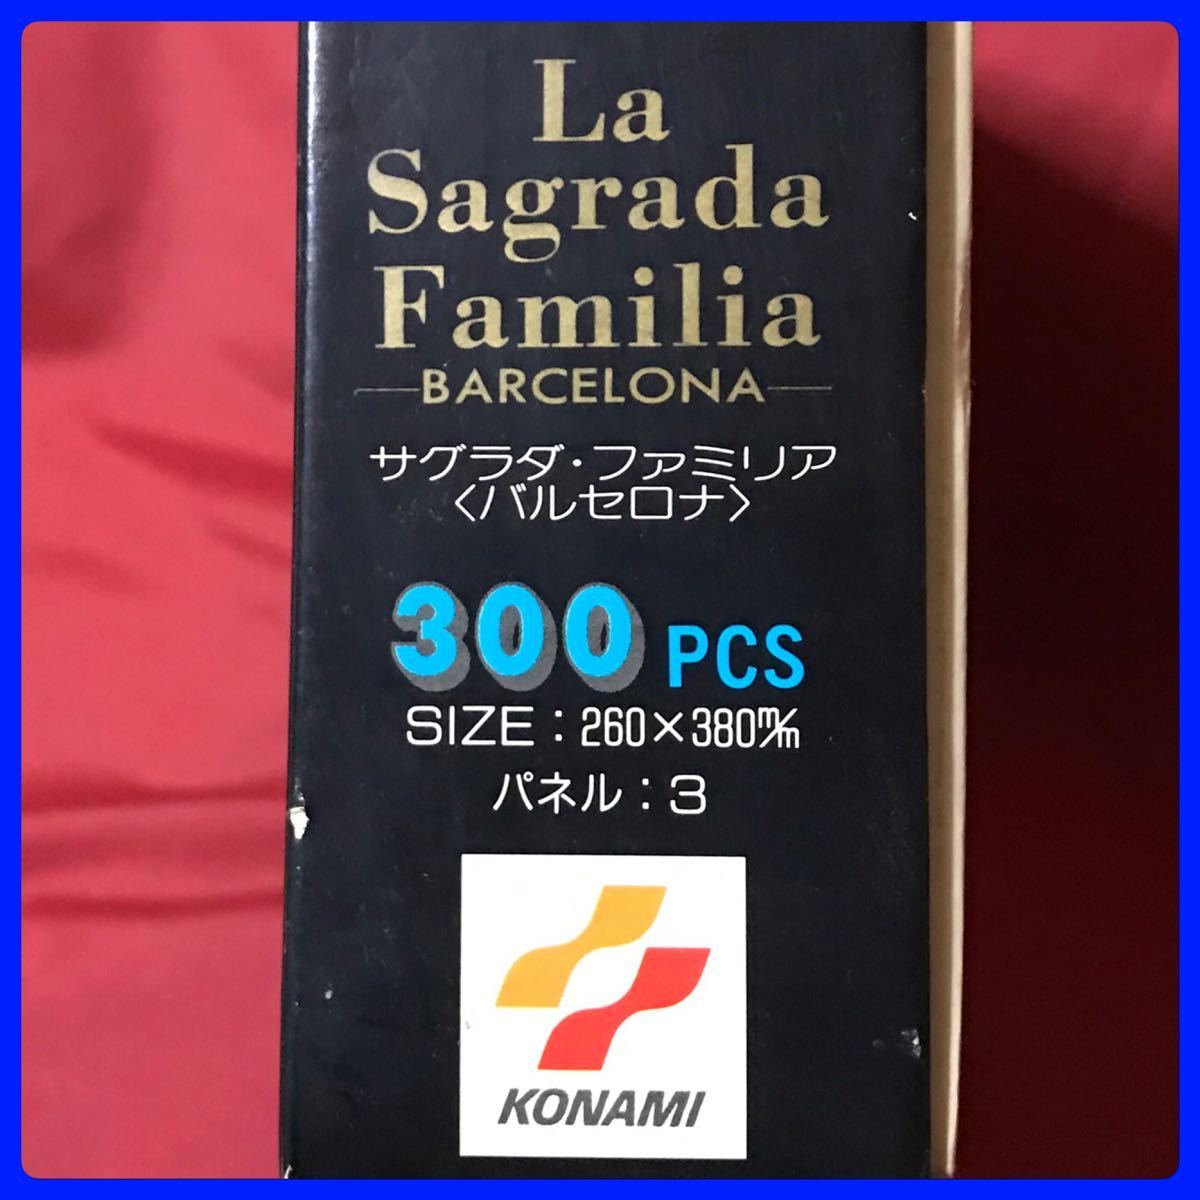 La
Sagrada
Familia
BARCELONA
サグラダ・ファミリア
〈バルセロナ〉
300 PCS
SIZE：260×380m/m
パネル：3
KONAMI